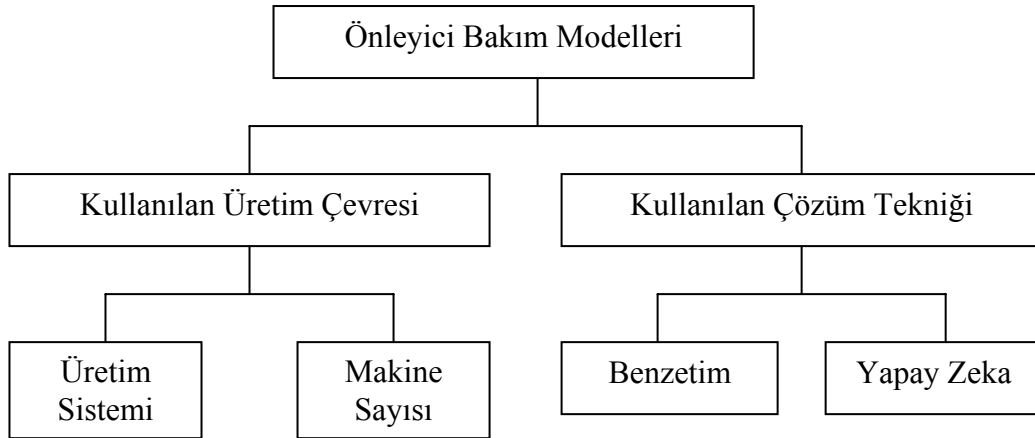 Önleyici Bakım Modelleri
Kullanılan Üretim Çevresi
Kullanılan Çözüm Tekniği
Üretim
Sistemi
Makine
Sayısı
Benzetim
Yapay Zeka